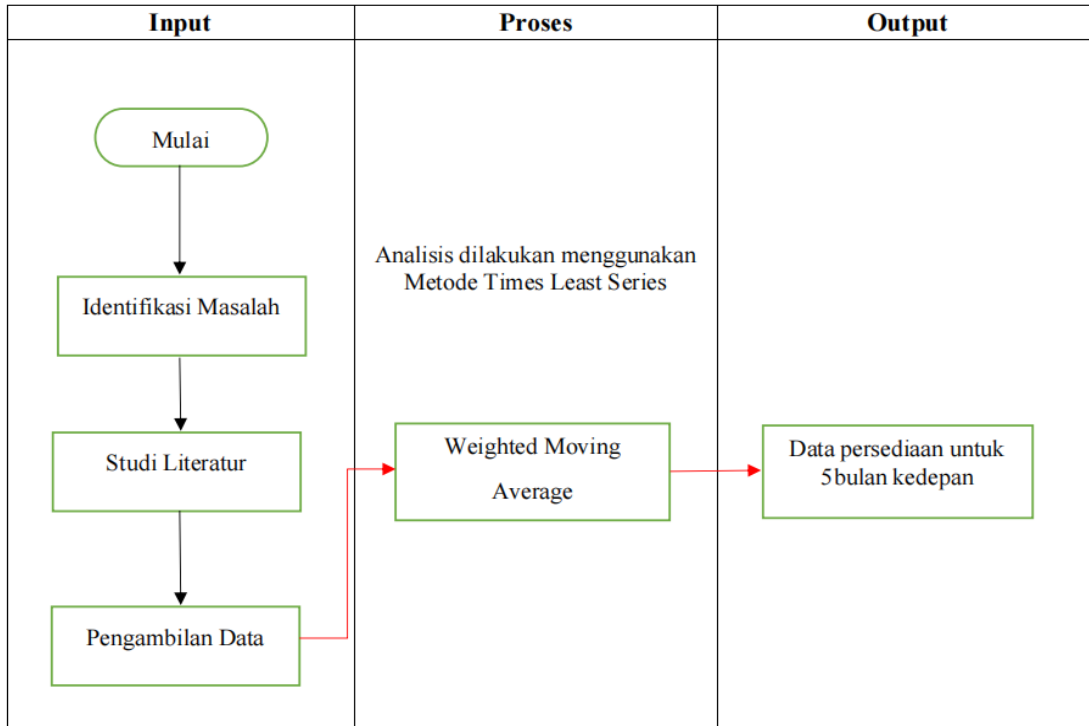 Input
Proses
Output
Mulai
Identifikasi Masalah
Studi Literatur
Pengambilan Data
Analisis dilakukan menggunakan
Metode Times Least Series
Weighted Moving
Average
Data persediaan untuk
5bulan kedepan